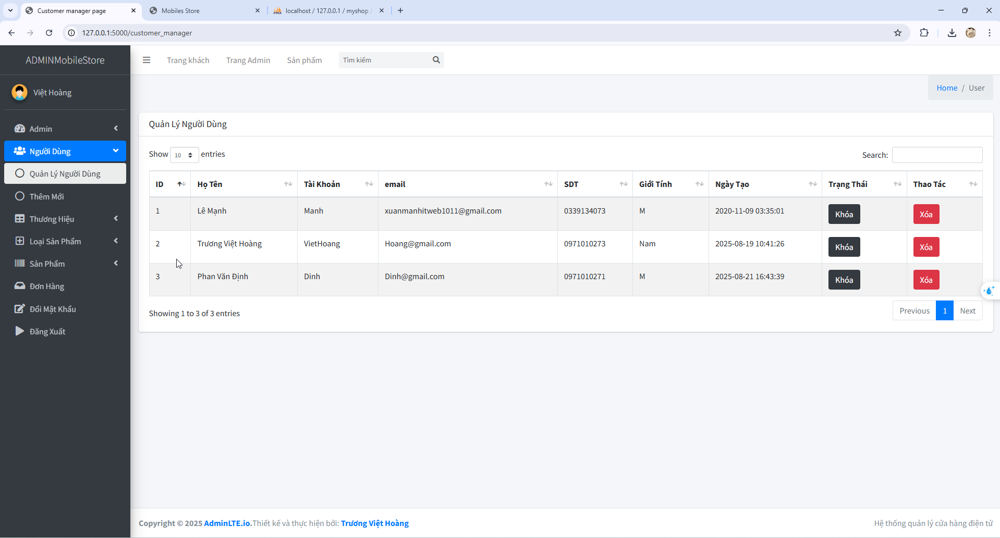 Customer manager page
Mobiles Store
localhost / 127.0.0.1 / myshop /
127.0.0.1:5000/customer_manager
ADMINMobileStore
Trang khách
Trang Admin
Sản phẩm
Tìm kiếm
Việt Hoàng
Home / User
Admin
Người Dùng
Quản Lý Người Dùng
Thêm Mới
Thương Hiệu
Loại Sản Phẩm
Sản Phẩm
Đơn Hàng
Đổi Mật Khẩu
Đăng Xuất
Quản Lý Người Dùng
Show 10 entries
Search:
ID Họ Tên Tài Khoản email SDT Giới Tính Ngày Tạo Trạng Thái Thao Tác
1 Lê Mạnh Manh xuanmanhitweb1011@gmail.com 0339134073 M 2020-11-09 03:35:01 Khóa Xóa
2 Trương Việt Hoàng VietHoang Hoang@gmail.com 0971010273 Nam 2025-08-19 10:41:26 Khóa Xóa
3 Phan Văn Định Dinh Dinh@gmail.com 0971010271 M 2025-08-21 16:43:39 Khóa Xóa
Showing 1 to 3 of 3 entries
Previous 1 Next
Copyright © 2025 AdminLTE.io.Thiết kế và thực hiện bởi: Trương Việt Hoàng
Hệ thống quản lý cửa hàng điện tử